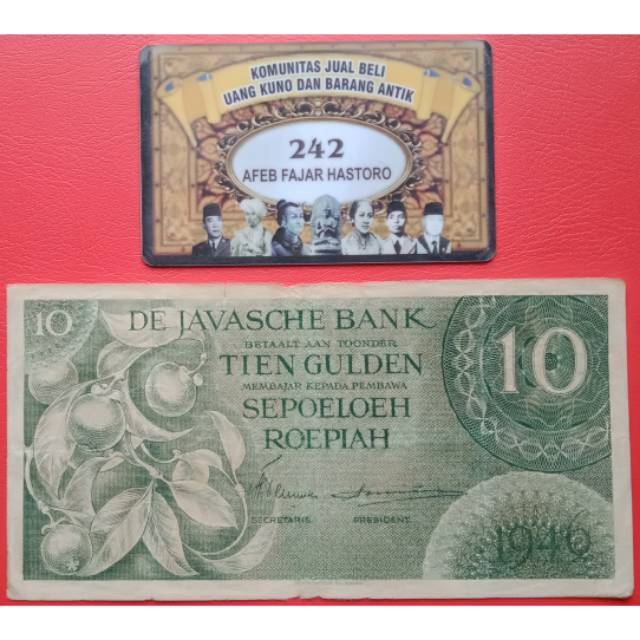 KOMUNITAS JUAL BELI
UANG KUNO DAN BARANG ANTIK
242
AFEB FAJAR HASTORO
10
DE JAVASCHE BANK
BETAALT AAN TOONDER
TIEN GULDEN
MEMBAJAR KEPADA PEMBAWA
SEPOELOEH
ROEPIAH
10
SECRETARIS
PRESIDENT
1946